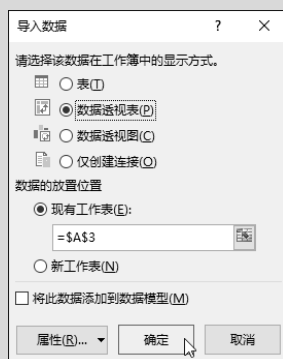 导入数据 ? ×
请选择该数据在工作簿中的显示方式。
表(T)
数据透视表(P)
数据透视图(C)
仅创建连接(O)
数据的放置位置
现有工作表(E):
=$A$3
新工作表(N)
将此数据添加到数据模型(M)
属性(R)... 确定 取消